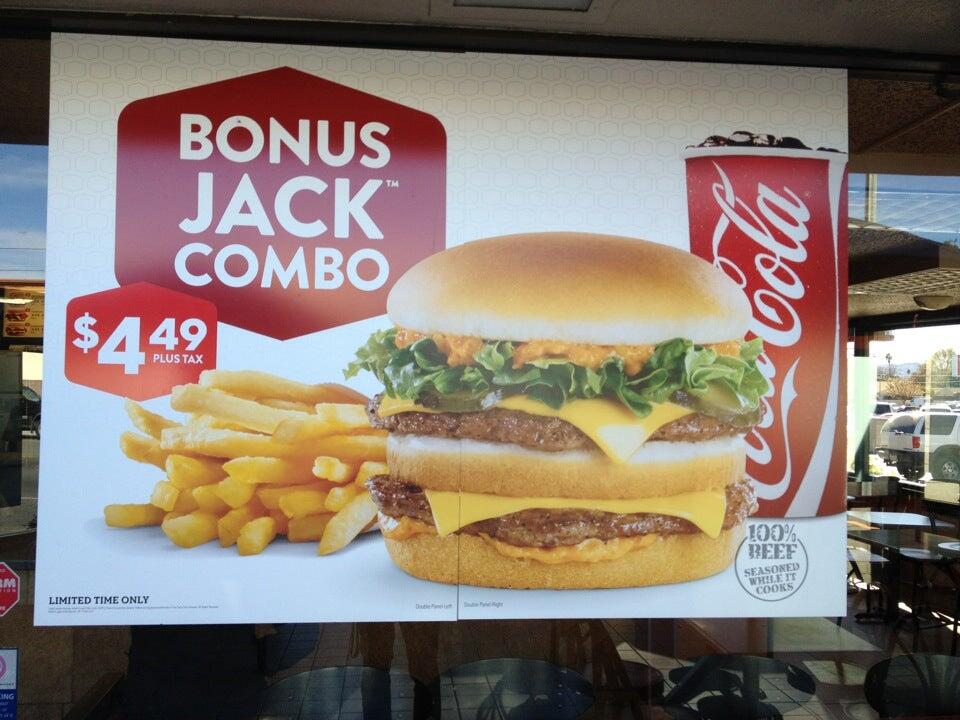 BONUS
JACK™
COMBO
$4 49
PLUS TAX
Coca-Cola
100%
BEEF
SEASONED
WHILE IT
COOKS
LIMITED TIME ONLY
Double Panel-Left
Double Panel-Right